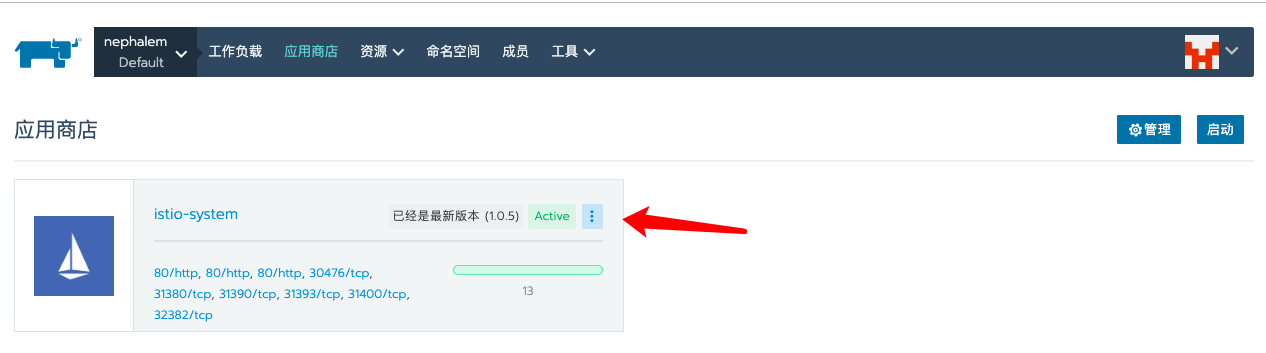 nephalem
Default
工作负载 应用商店 资源 命名空间 成员 工具
应用商店
管理 启动
istio-system 已经是最新版本 (1.0.5) Active
80/http, 80/http, 80/http, 30476/tcp,
31380/tcp, 31390/tcp, 31393/tcp, 31400/tcp,
32382/tcp
13